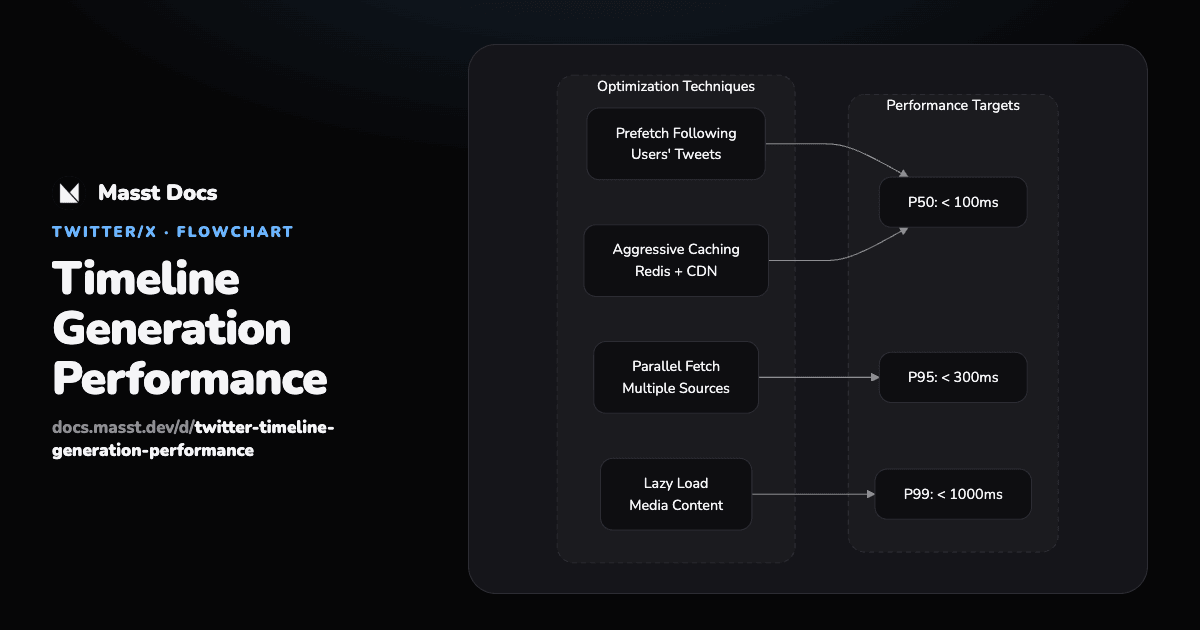 Masst Docs
TWITTER/X · FLOWCHART
Timeline
Generation
Performance
docs.masst.dev/d/twitter-timeline-
generation-performance
Optimization Techniques
Prefetch Following
Users' Tweets
Aggressive Caching
Redis + CDN
Parallel Fetch
Multiple Sources
Lazy Load
Media Content
Performance Targets
P50: < 100ms
P95: < 300ms
P99: < 1000ms